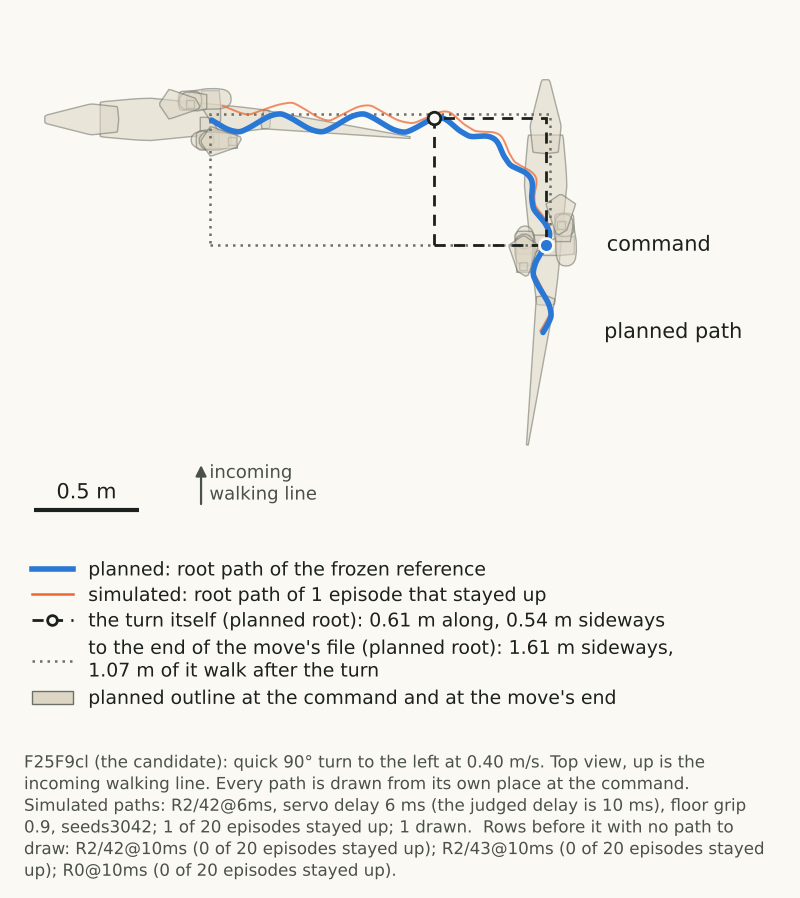 command
planned path
0.5 m
incoming
walking line
planned: root path of the frozen reference
simulated: root path of 1 episode that stayed up
the turn itself (planned root): 0.61 m along, 0.54 m sideways
to the end of the move's file (planned root): 1.61 m sideways,
1.07 m of it walk after the turn
planned outline at the command and at the move's end
F25F9cl (the candidate): quick 90° turn to the left at 0.40 m/s. Top view, up is the
incoming walking line. Every path is drawn from its own place at the command.
Simulated paths: R2/42@6ms, servo delay 6 ms (the judged delay is 10 ms), floor grip
0.9, seeds3042; 1 of 20 episodes stayed up; 1 drawn.  Rows before it with no path to
draw: R2/42@10ms (0 of 20 episodes stayed up); R2/43@10ms (0 of 20 episodes stayed
up); R0@10ms (0 of 20 episodes stayed up).